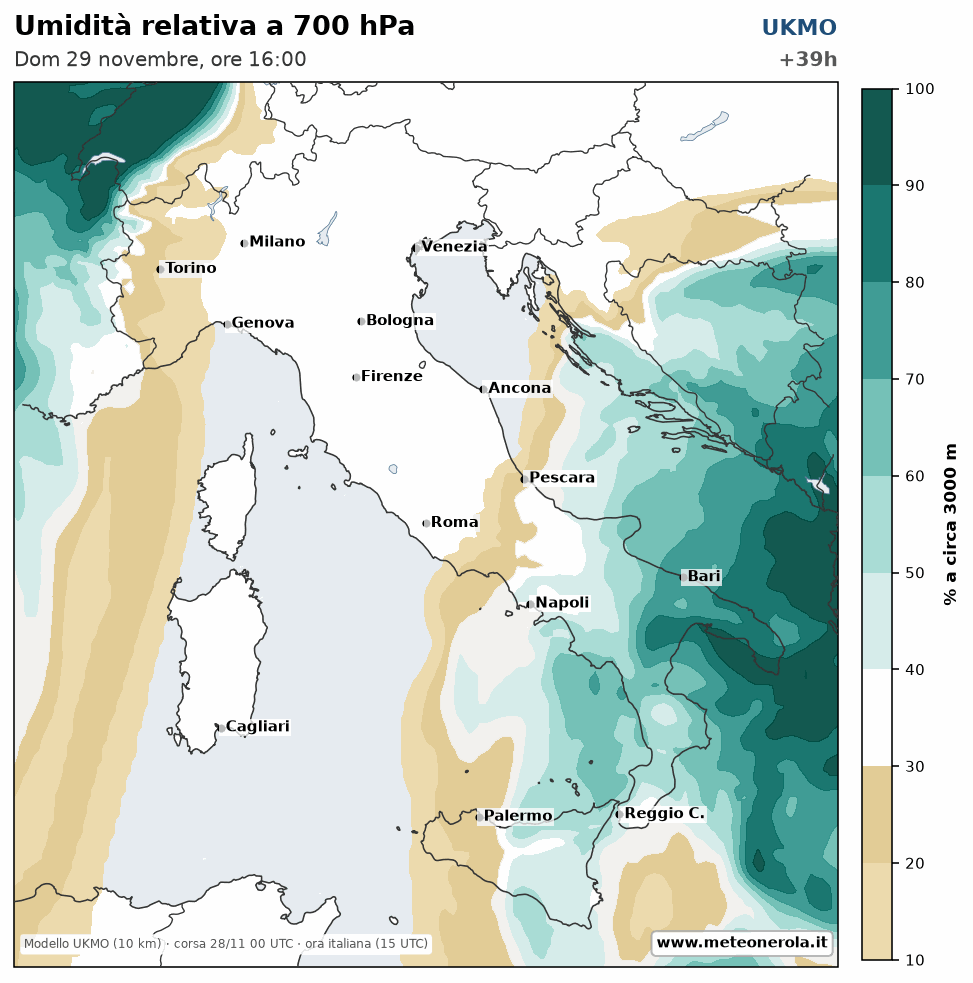 Umidità relativa a 700 hPa
UKMO
Dom 29 novembre, ore 16:00
+39h
100
90
80
70
60
50
40
30
20
10
% a circa 3000 m
Milano
Venezia
Torino
Genova
Bologna
Firenze
Ancona
Pescara
Roma
Bari
Napoli
Cagliari
Palermo
Reggio C.
Modello UKMO (10 km) · corsa 28/11 00 UTC · ora italiana (15 UTC)
www.meteonerola.it